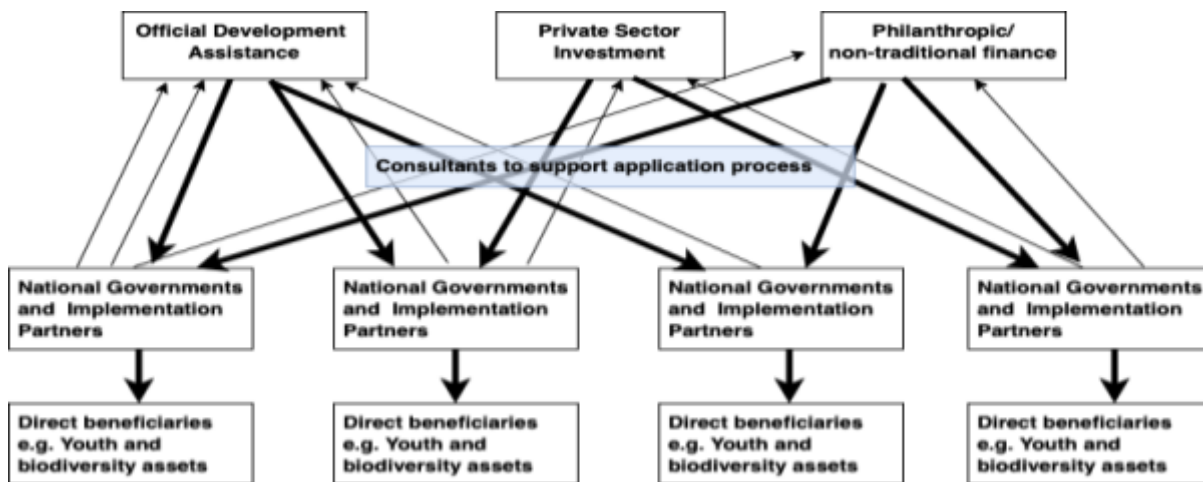 Official Development
Assistance
Private Sector
Investment
Philanthropic/
non-traditional finance
Consultants to support application process
National Governments
and Implementation
Partners
National Governments
and Implementation
Partners
National Governments
and Implementation
Partners
National Governments
and Implementation
Partners
Direct beneficiaries
e.g. Youth and
biodiversity assets
Direct beneficiaries
e.g. Youth and
biodiversity assets
Direct beneficiaries
e.g. Youth and
biodiversity assets
Direct beneficiaries
e.g. Youth and
biodiversity assets